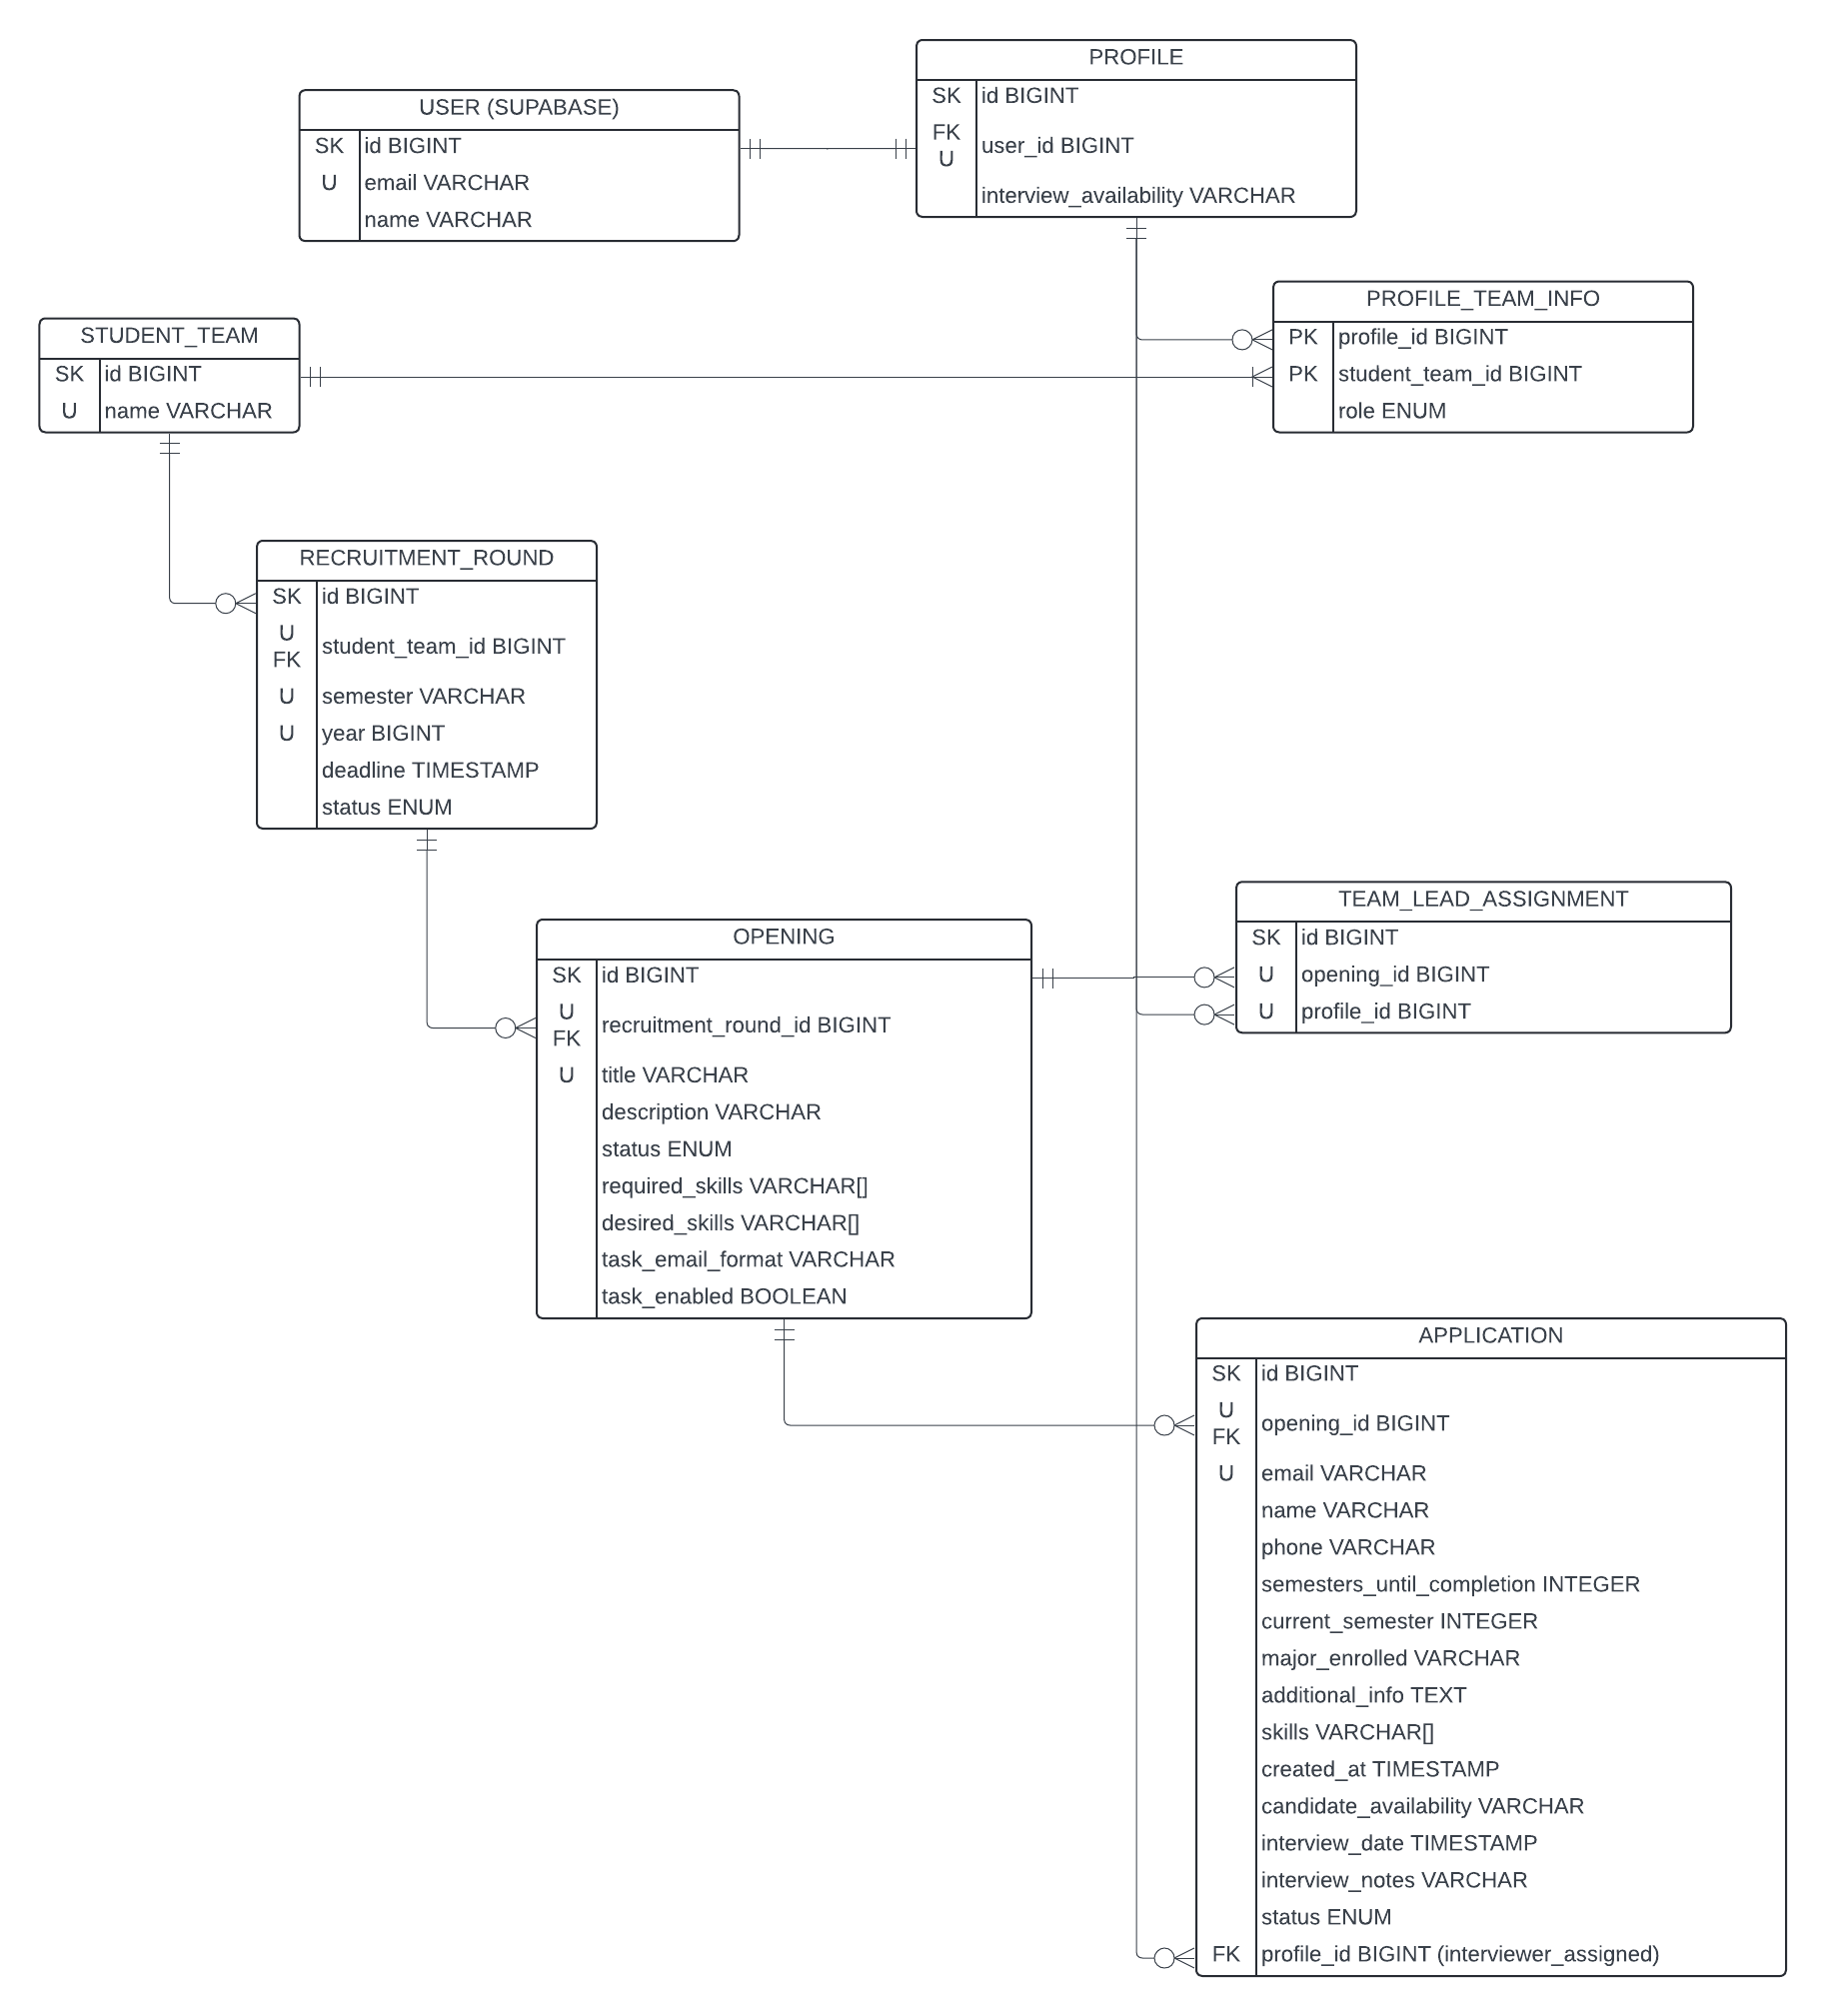 PROFILE
SK id BIGINT
FK
U
user_id BIGINT
interview_availability VARCHAR
USER (SUPABASE)
SK id BIGINT
U email VARCHAR
name VARCHAR
PROFILE_TEAM_INFO
PK profile_id BIGINT
PK student_team_id BIGINT
role ENUM
STUDENT_TEAM
SK id BIGINT
U name VARCHAR
RECRUITMENT_ROUND
SK id BIGINT
U
FK
student_team_id BIGINT
U semester VARCHAR
U year BIGINT
deadline TIMESTAMP
status ENUM
TEAM_LEAD_ASSIGNMENT
SK id BIGINT
U opening_id BIGINT
U profile_id BIGINT
OPENING
SK id BIGINT
U
FK
recruitment_round_id BIGINT
U title VARCHAR
description VARCHAR
status ENUM
required_skills VARCHAR[]
desired_skills VARCHAR[]
task_email_format VARCHAR
task_enabled BOOLEAN
APPLICATION
SK id BIGINT
U
FK
opening_id BIGINT
U email VARCHAR
name VARCHAR
phone VARCHAR
semesters_until_completion INTEGER
current_semester INTEGER
major_enrolled VARCHAR
additional_info TEXT
skills VARCHAR[]
created_at TIMESTAMP
candidate_availability VARCHAR
interview_date TIMESTAMP
interview_notes VARCHAR
status ENUM
FK profile_id BIGINT (interviewer_assigned)